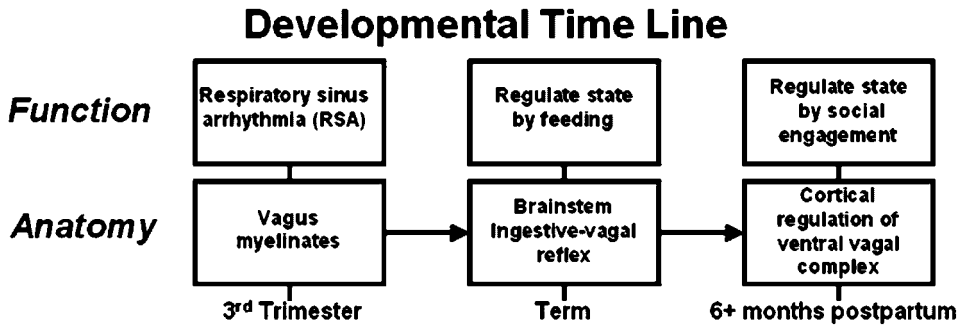 Developmental Time Line
Function
Respiratory sinus
arrhythmia (RSA)
Regulate state
by feeding
Regulate state
by social
engagement
Anatomy
Vagus
myelinates
Brainstem
Ingestive-vagal
reflex
Cortical
regulation of
ventral vagal
complex
3rd Trimester
Term
6+ months postpartum